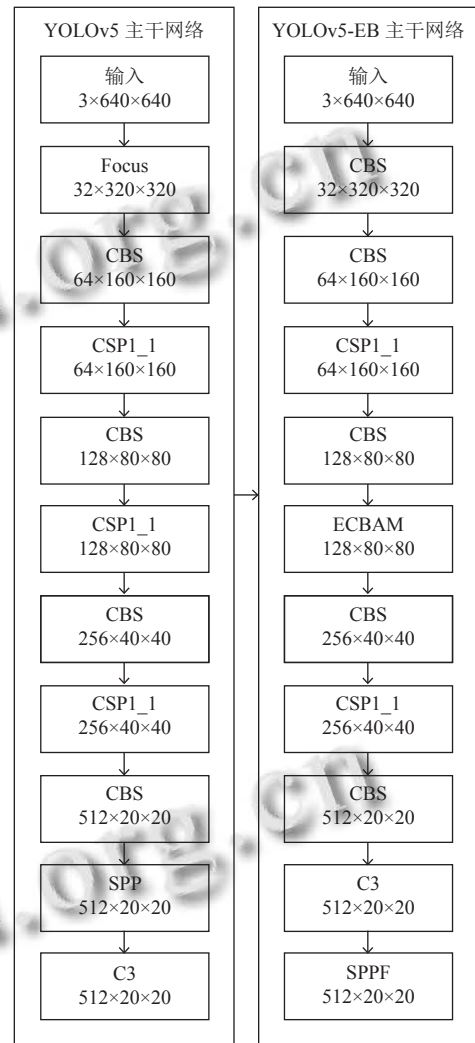 YOLOv5 主干网络
输入
3×640×640
Focus
32×320×320
CBS
64×160×160
CSP1_1
64×160×160
CBS
128×80×80
CSP1_1
128×80×80
CBS
256×40×40
CSP1_1
256×40×40
CBS
512×20×20
SPP
512×20×20
C3
512×20×20
YOLOv5-EB 主干网络
输入
3×640×640
CBS
32×320×320
CBS
64×160×160
CSP1_1
64×160×160
CBS
128×80×80
ECBAM
128×80×80
CBS
256×40×40
CSP1_1
256×40×40
CBS
512×20×20
C3
512×20×20
SPPF
512×20×20
.org.cn
.org.cn